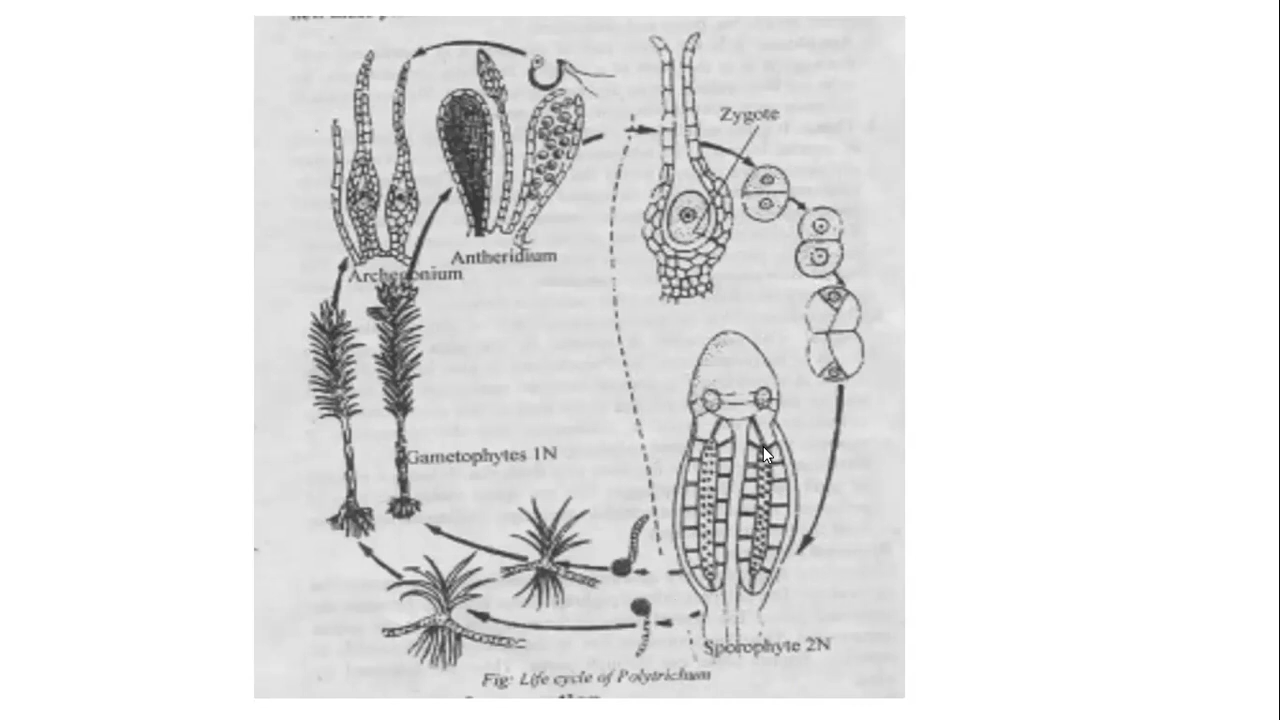 Zygote
Antheridium
Archegonium
Gametophytes 1N
Sporophyte 2N
Fig: Life cycle of Polytrichum